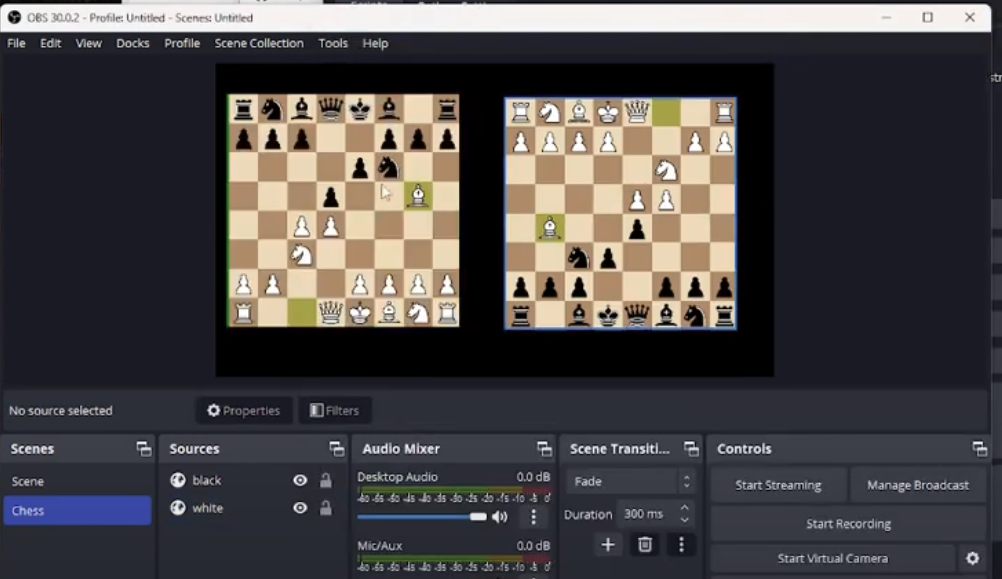 OBS 30.0.2 - Profile: Untitled - Scenes: Untitled
File Edit View Docks Profile Scene Collection Tools Help
No source selected Properties Filters
Scenes Sources Audio Mixer Scene Transiti... Controls
Scene
Chess
black
white
Desktop Audio 0.0 dB
-60 -55 -50 -45 -40 -35 -30 -25 -20 -15 -10 -5 0
Mic/Aux 0.0 dB
-60 -55 -50 -45 -40 -35 -30 -25 -20 -15 -10 -5 0
Fade
Duration 300 ms
Start Streaming Manage Broadcast
Start Recording
Start Virtual Camera